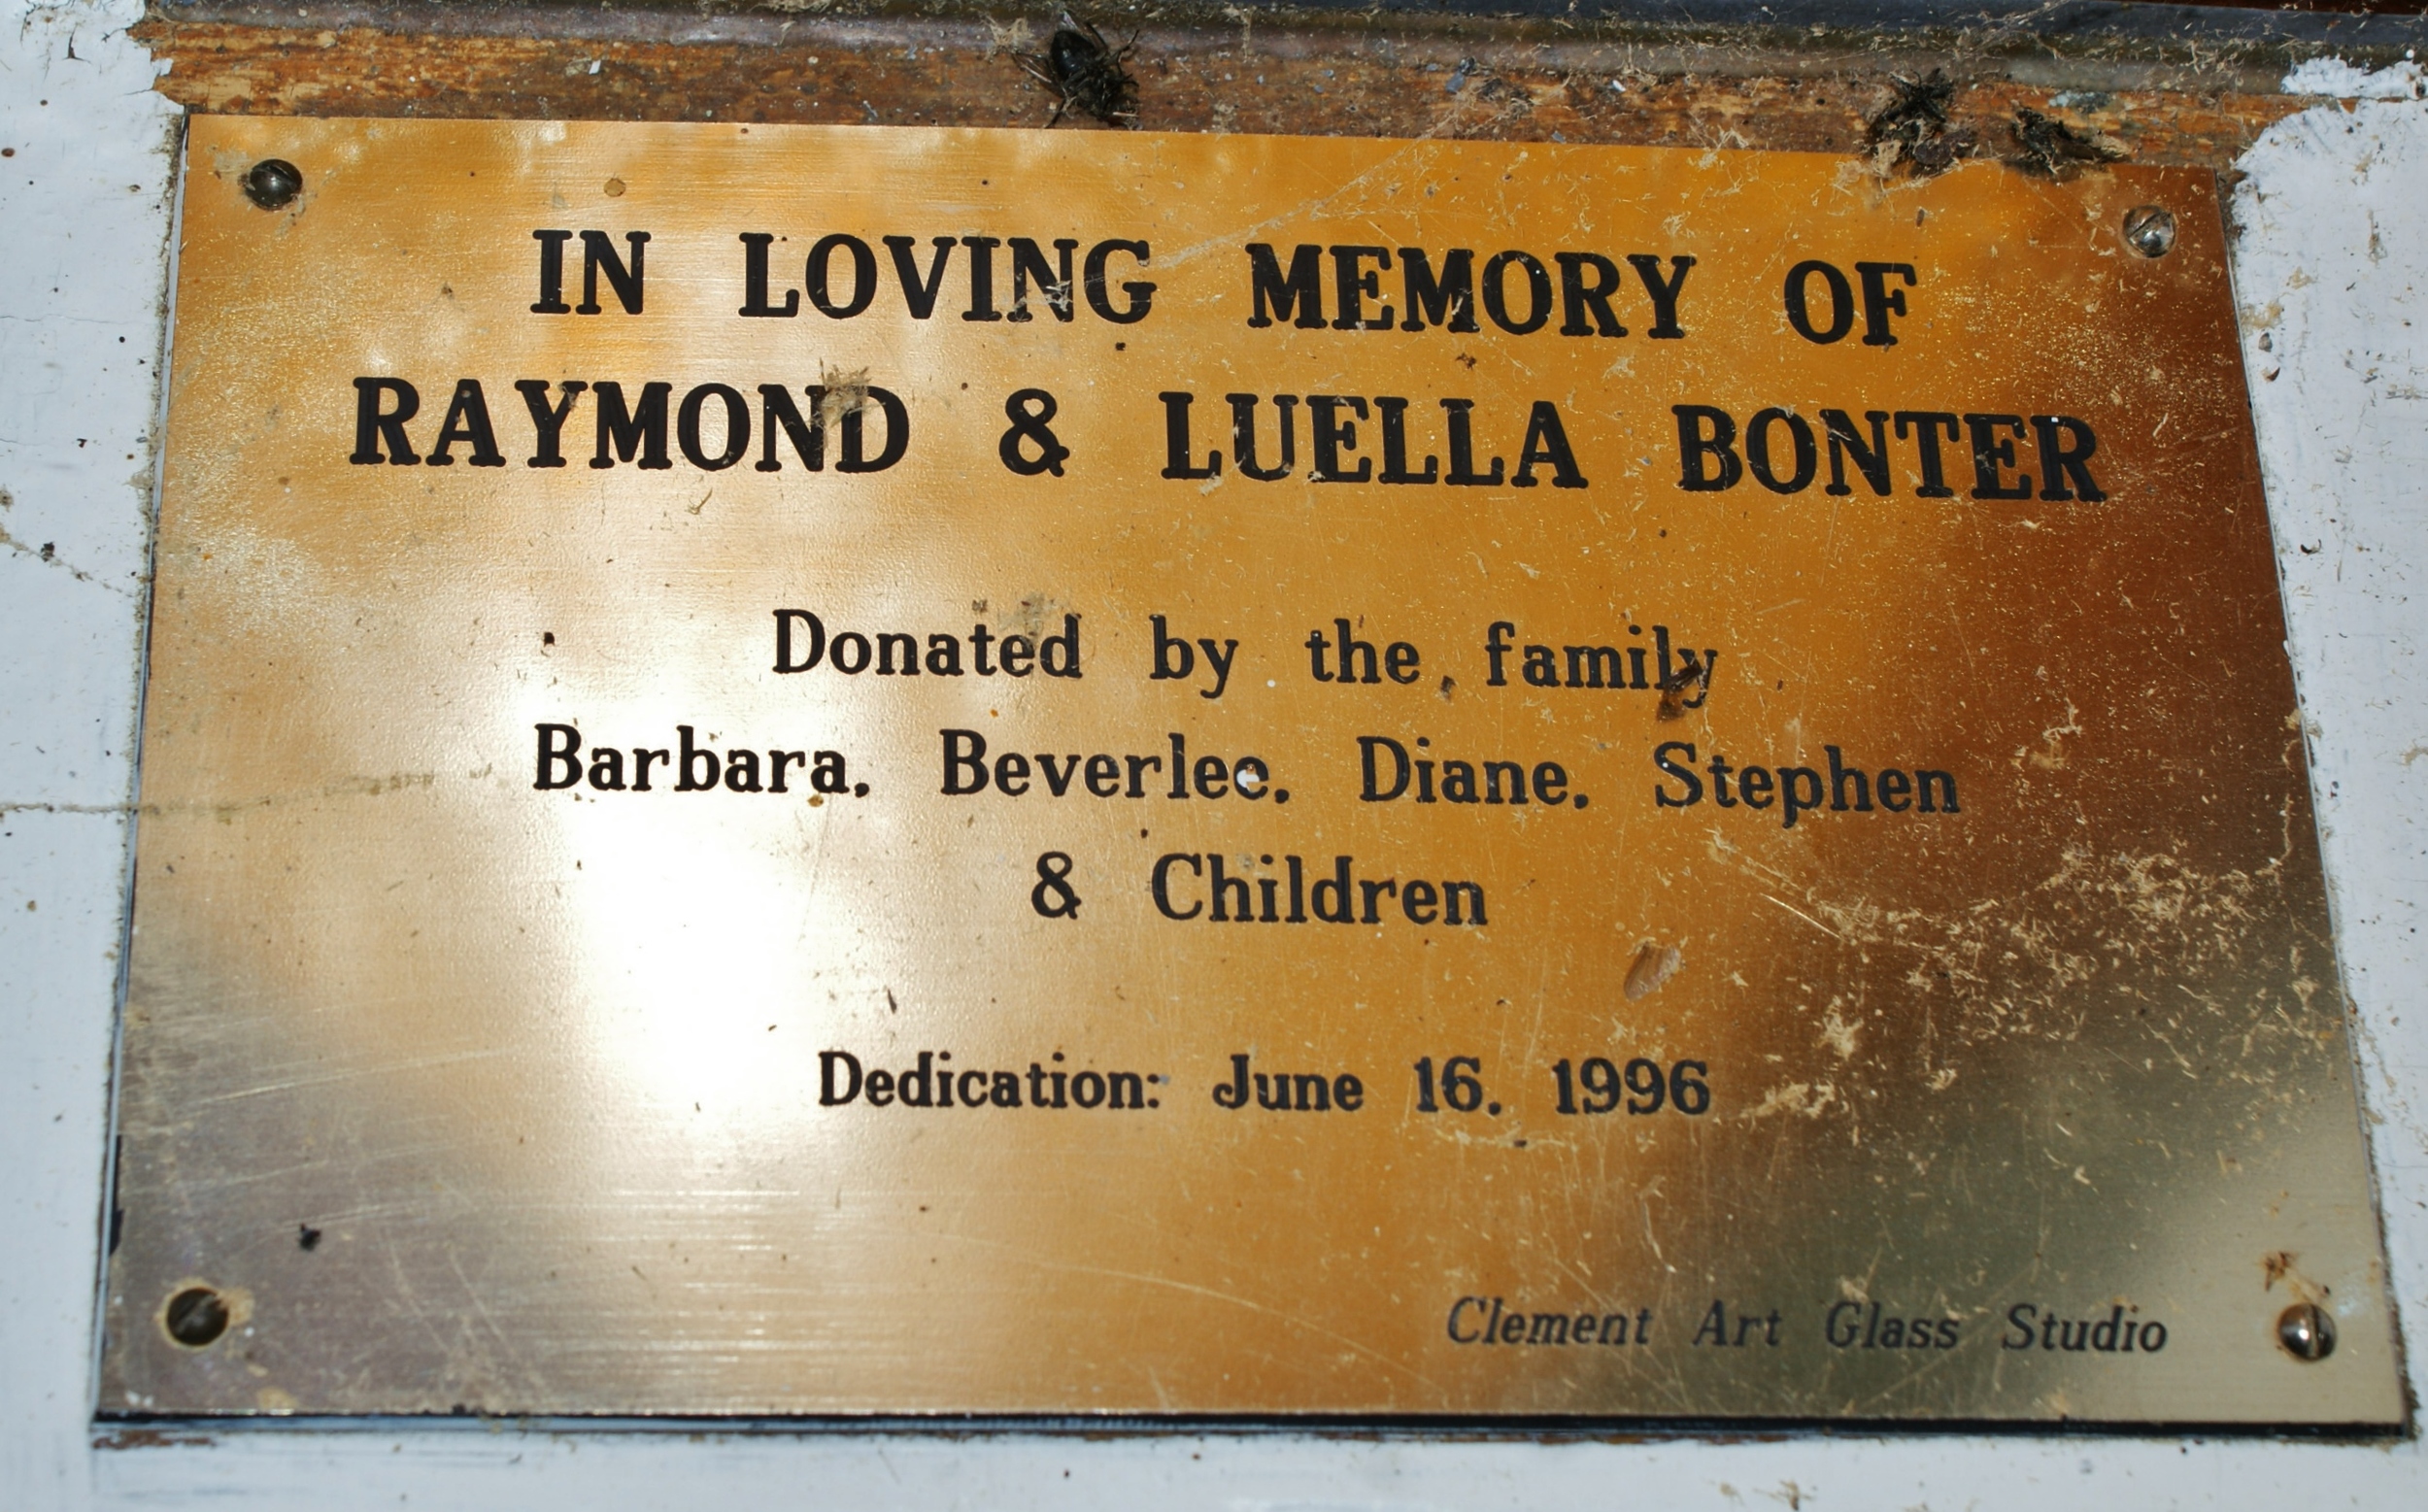 IN LOVING MEMORY OF
RAYMOND & LUELLA BONTER
Donated by the family
Barbara, Beverlee, Diane, Stephen
& Children
Dedication: June 16, 1996
Clement Art Glass Studio